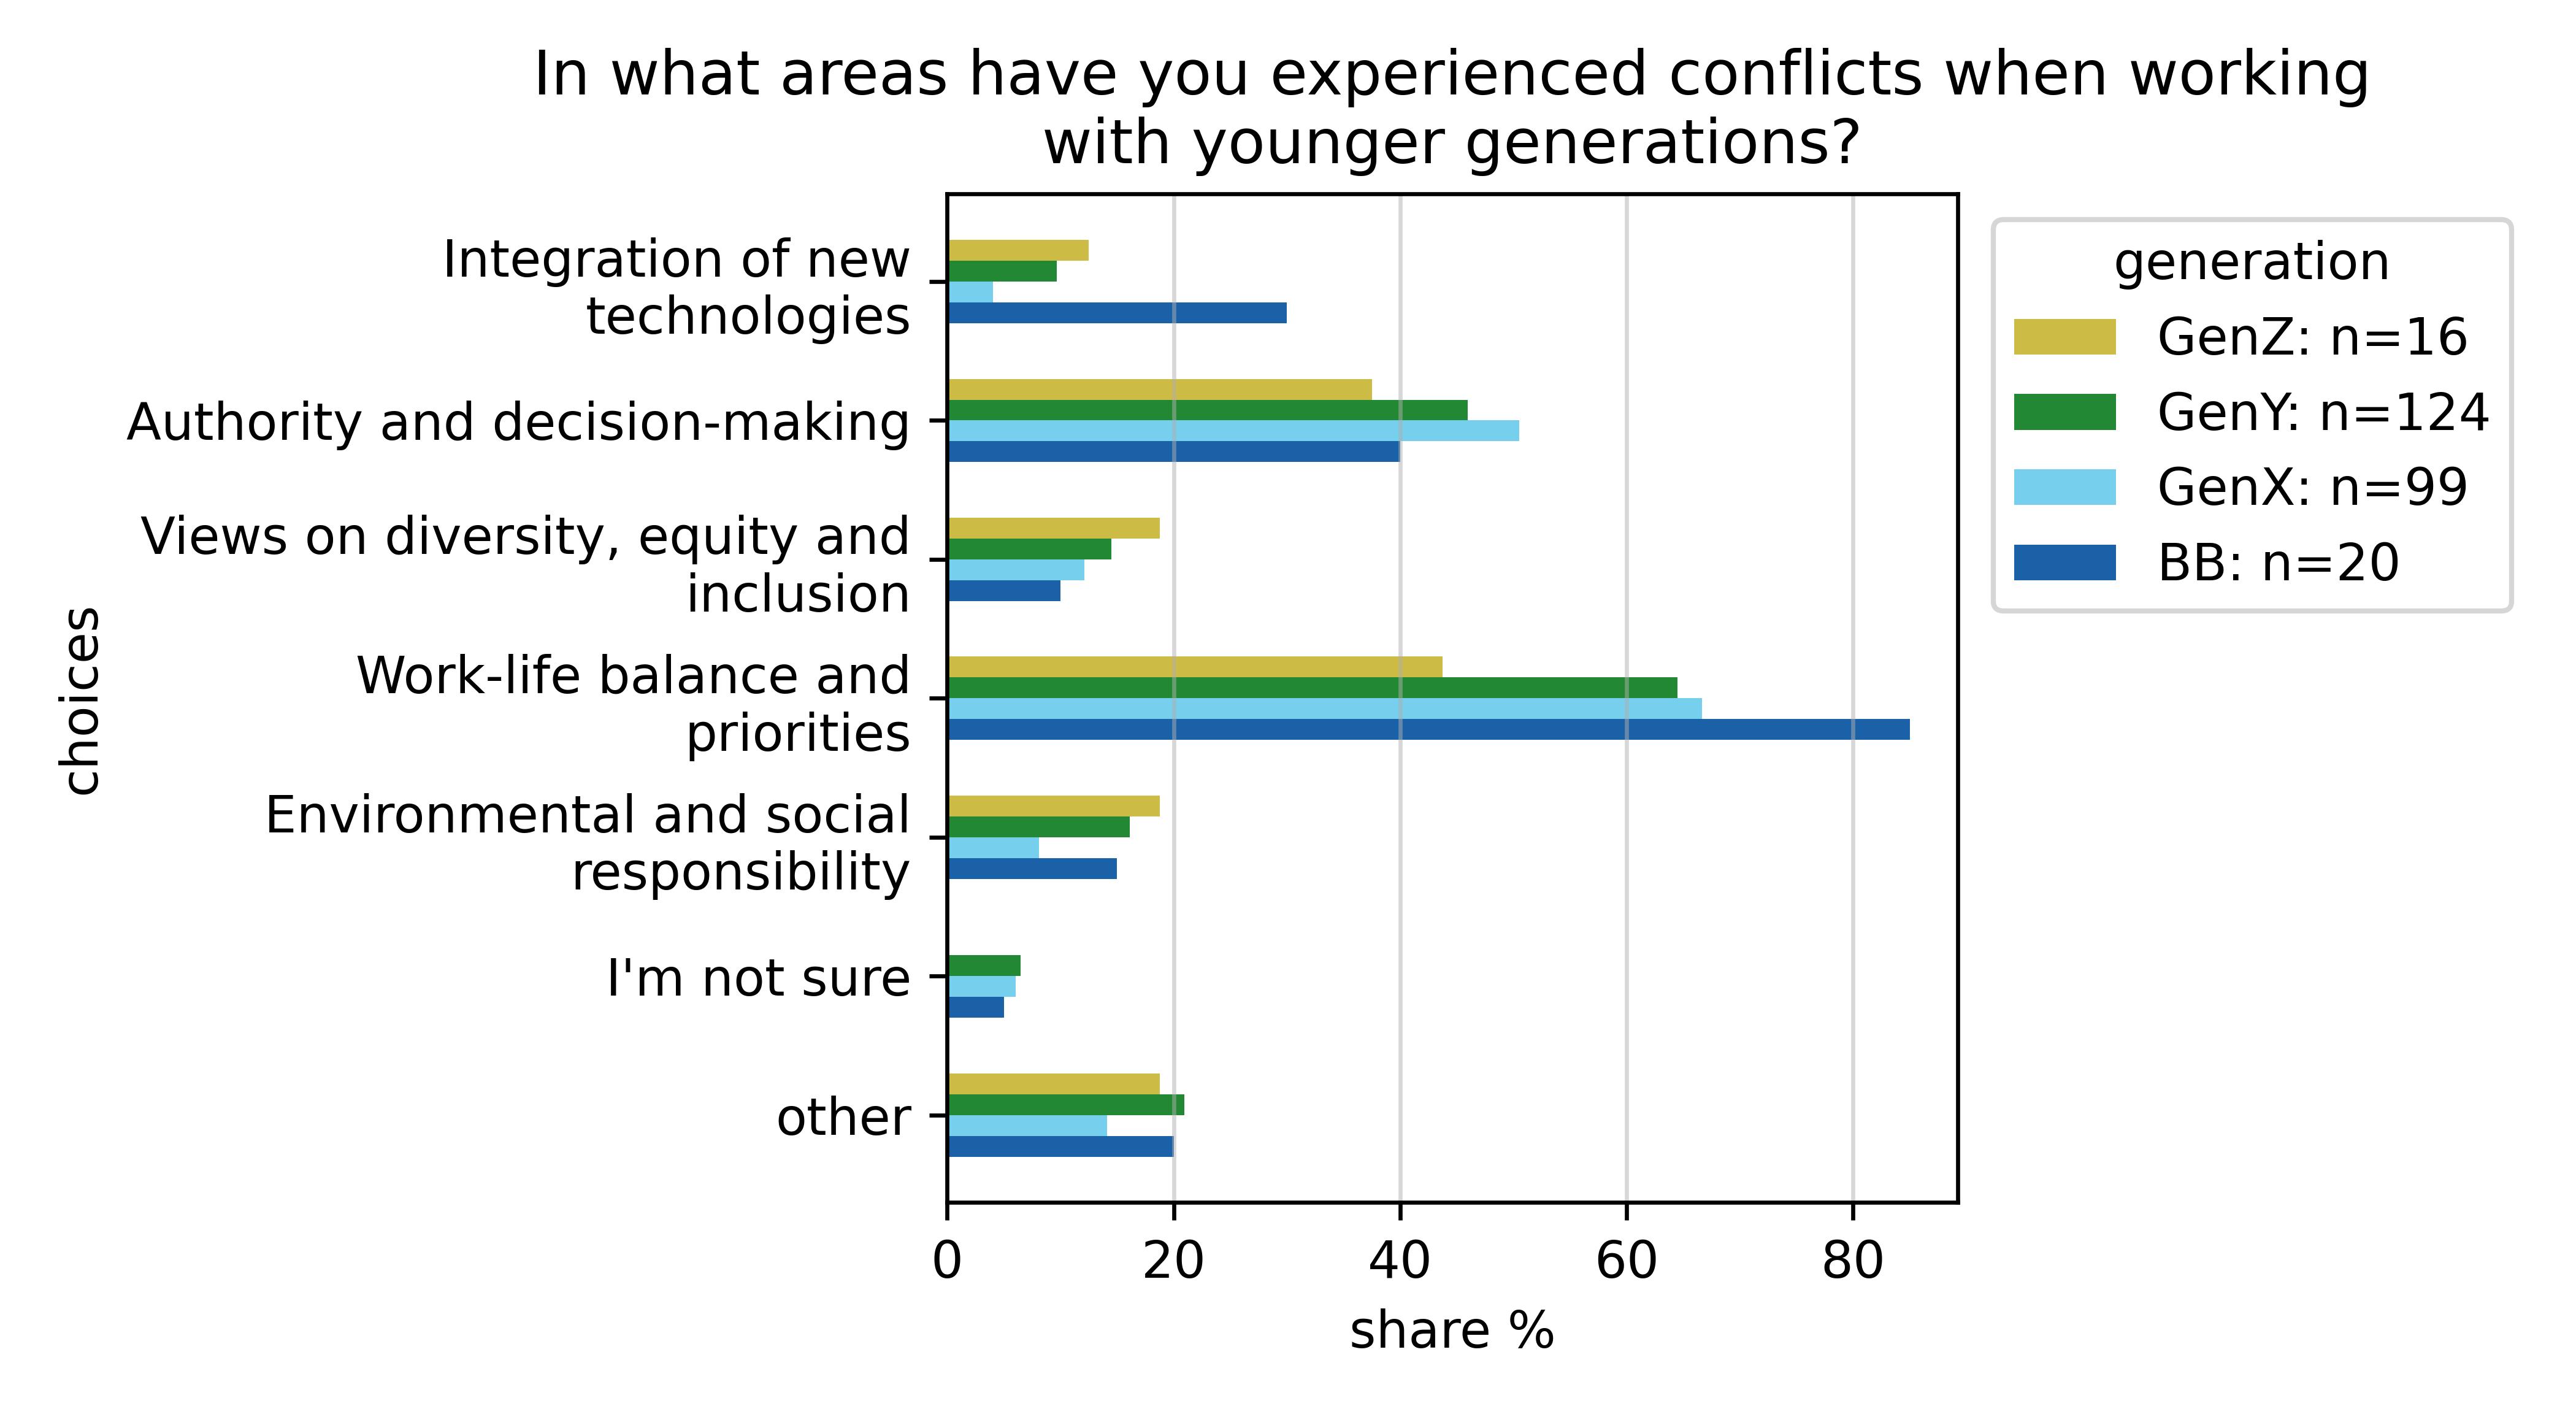 In what areas have you experienced conflicts when working
with younger generations?
choices
Integration of new
technologies
Authority and decision-making
Views on diversity, equity and
inclusion
Work-life balance and
priorities
Environmental and social
responsibility
I'm not sure
other
0 20 40 60 80
share %
generation
GenZ: n=16
GenY: n=124
GenX: n=99
BB: n=20